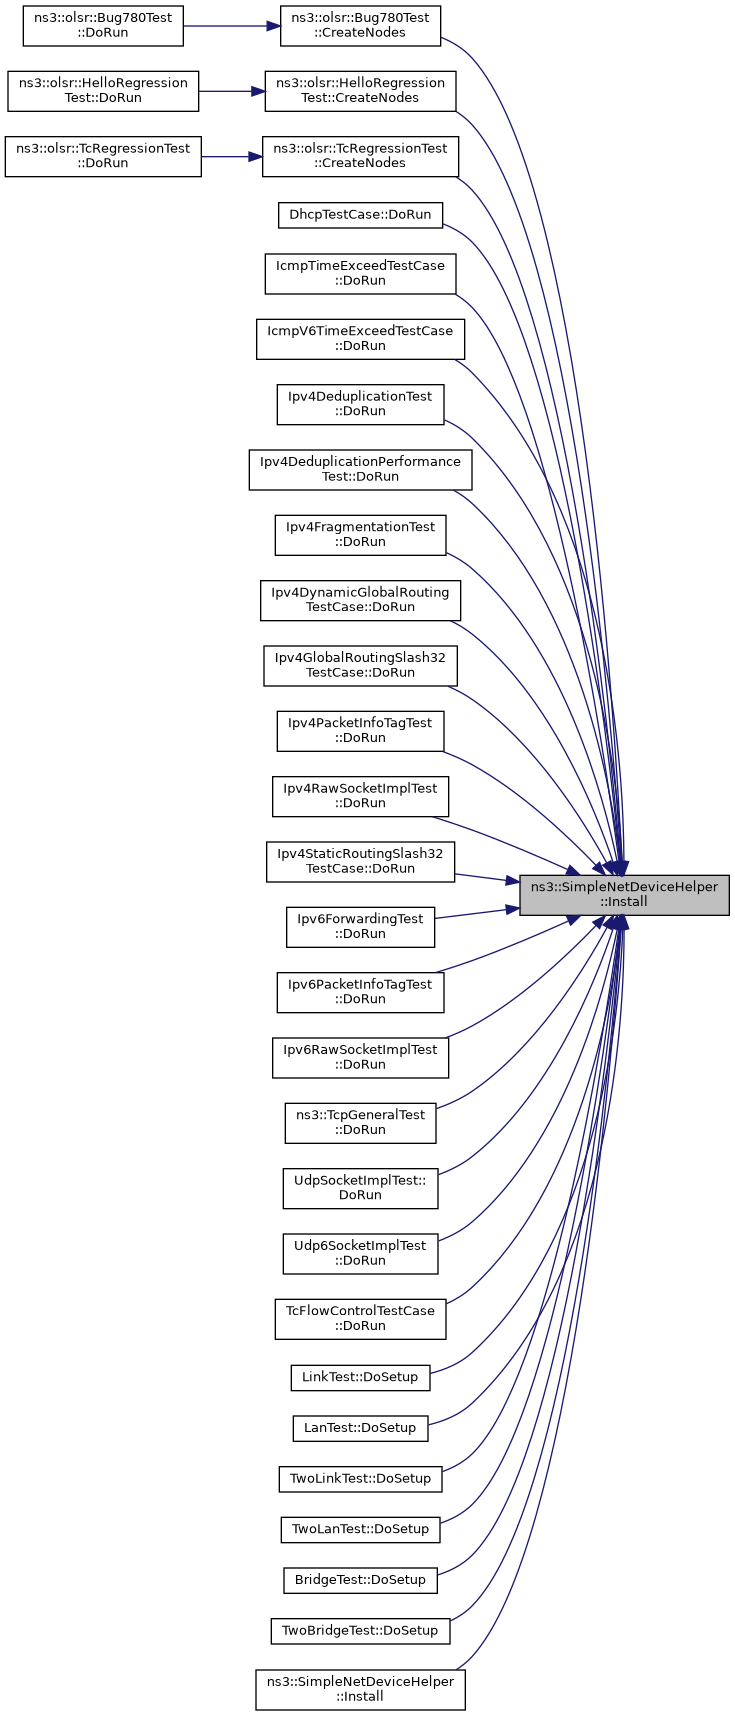 ns3::olsr::Bug780Test
::DoRun
ns3::olsr::Bug780Test
::CreateNodes
ns3::olsr::HelloRegression
Test::DoRun
ns3::olsr::HelloRegression
Test::CreateNodes
ns3::olsr::TcRegressionTest
::DoRun
ns3::olsr::TcRegressionTest
::CreateNodes
DhcpTestCase::DoRun
IcmpTimeExceedTestCase
::DoRun
IcmpV6TimeExceedTestCase
::DoRun
Ipv4DeduplicationTest
::DoRun
Ipv4DeduplicationPerformance
Test::DoRun
Ipv4FragmentationTest
::DoRun
Ipv4DynamicGlobalRouting
TestCase::DoRun
Ipv4GlobalRoutingSlash32
TestCase::DoRun
Ipv4PacketInfoTagTest
::DoRun
Ipv4RawSocketImplTest
::DoRun
Ipv4StaticRoutingSlash32
TestCase::DoRun
ns3::SimpleNetDeviceHelper
::Install
Ipv6ForwardingTest
::DoRun
Ipv6PacketInfoTagTest
::DoRun
Ipv6RawSocketImplTest
::DoRun
ns3::TcpGeneralTest
::DoRun
UdpSocketImplTest::
DoRun
Udp6SocketImplTest
::DoRun
TcFlowControlTestCase
::DoRun
LinkTest::DoSetup
LanTest::DoSetup
TwoLinkTest::DoSetup
TwoLanTest::DoSetup
BridgeTest::DoSetup
TwoBridgeTest::DoSetup
ns3::SimpleNetDeviceHelper
::Install